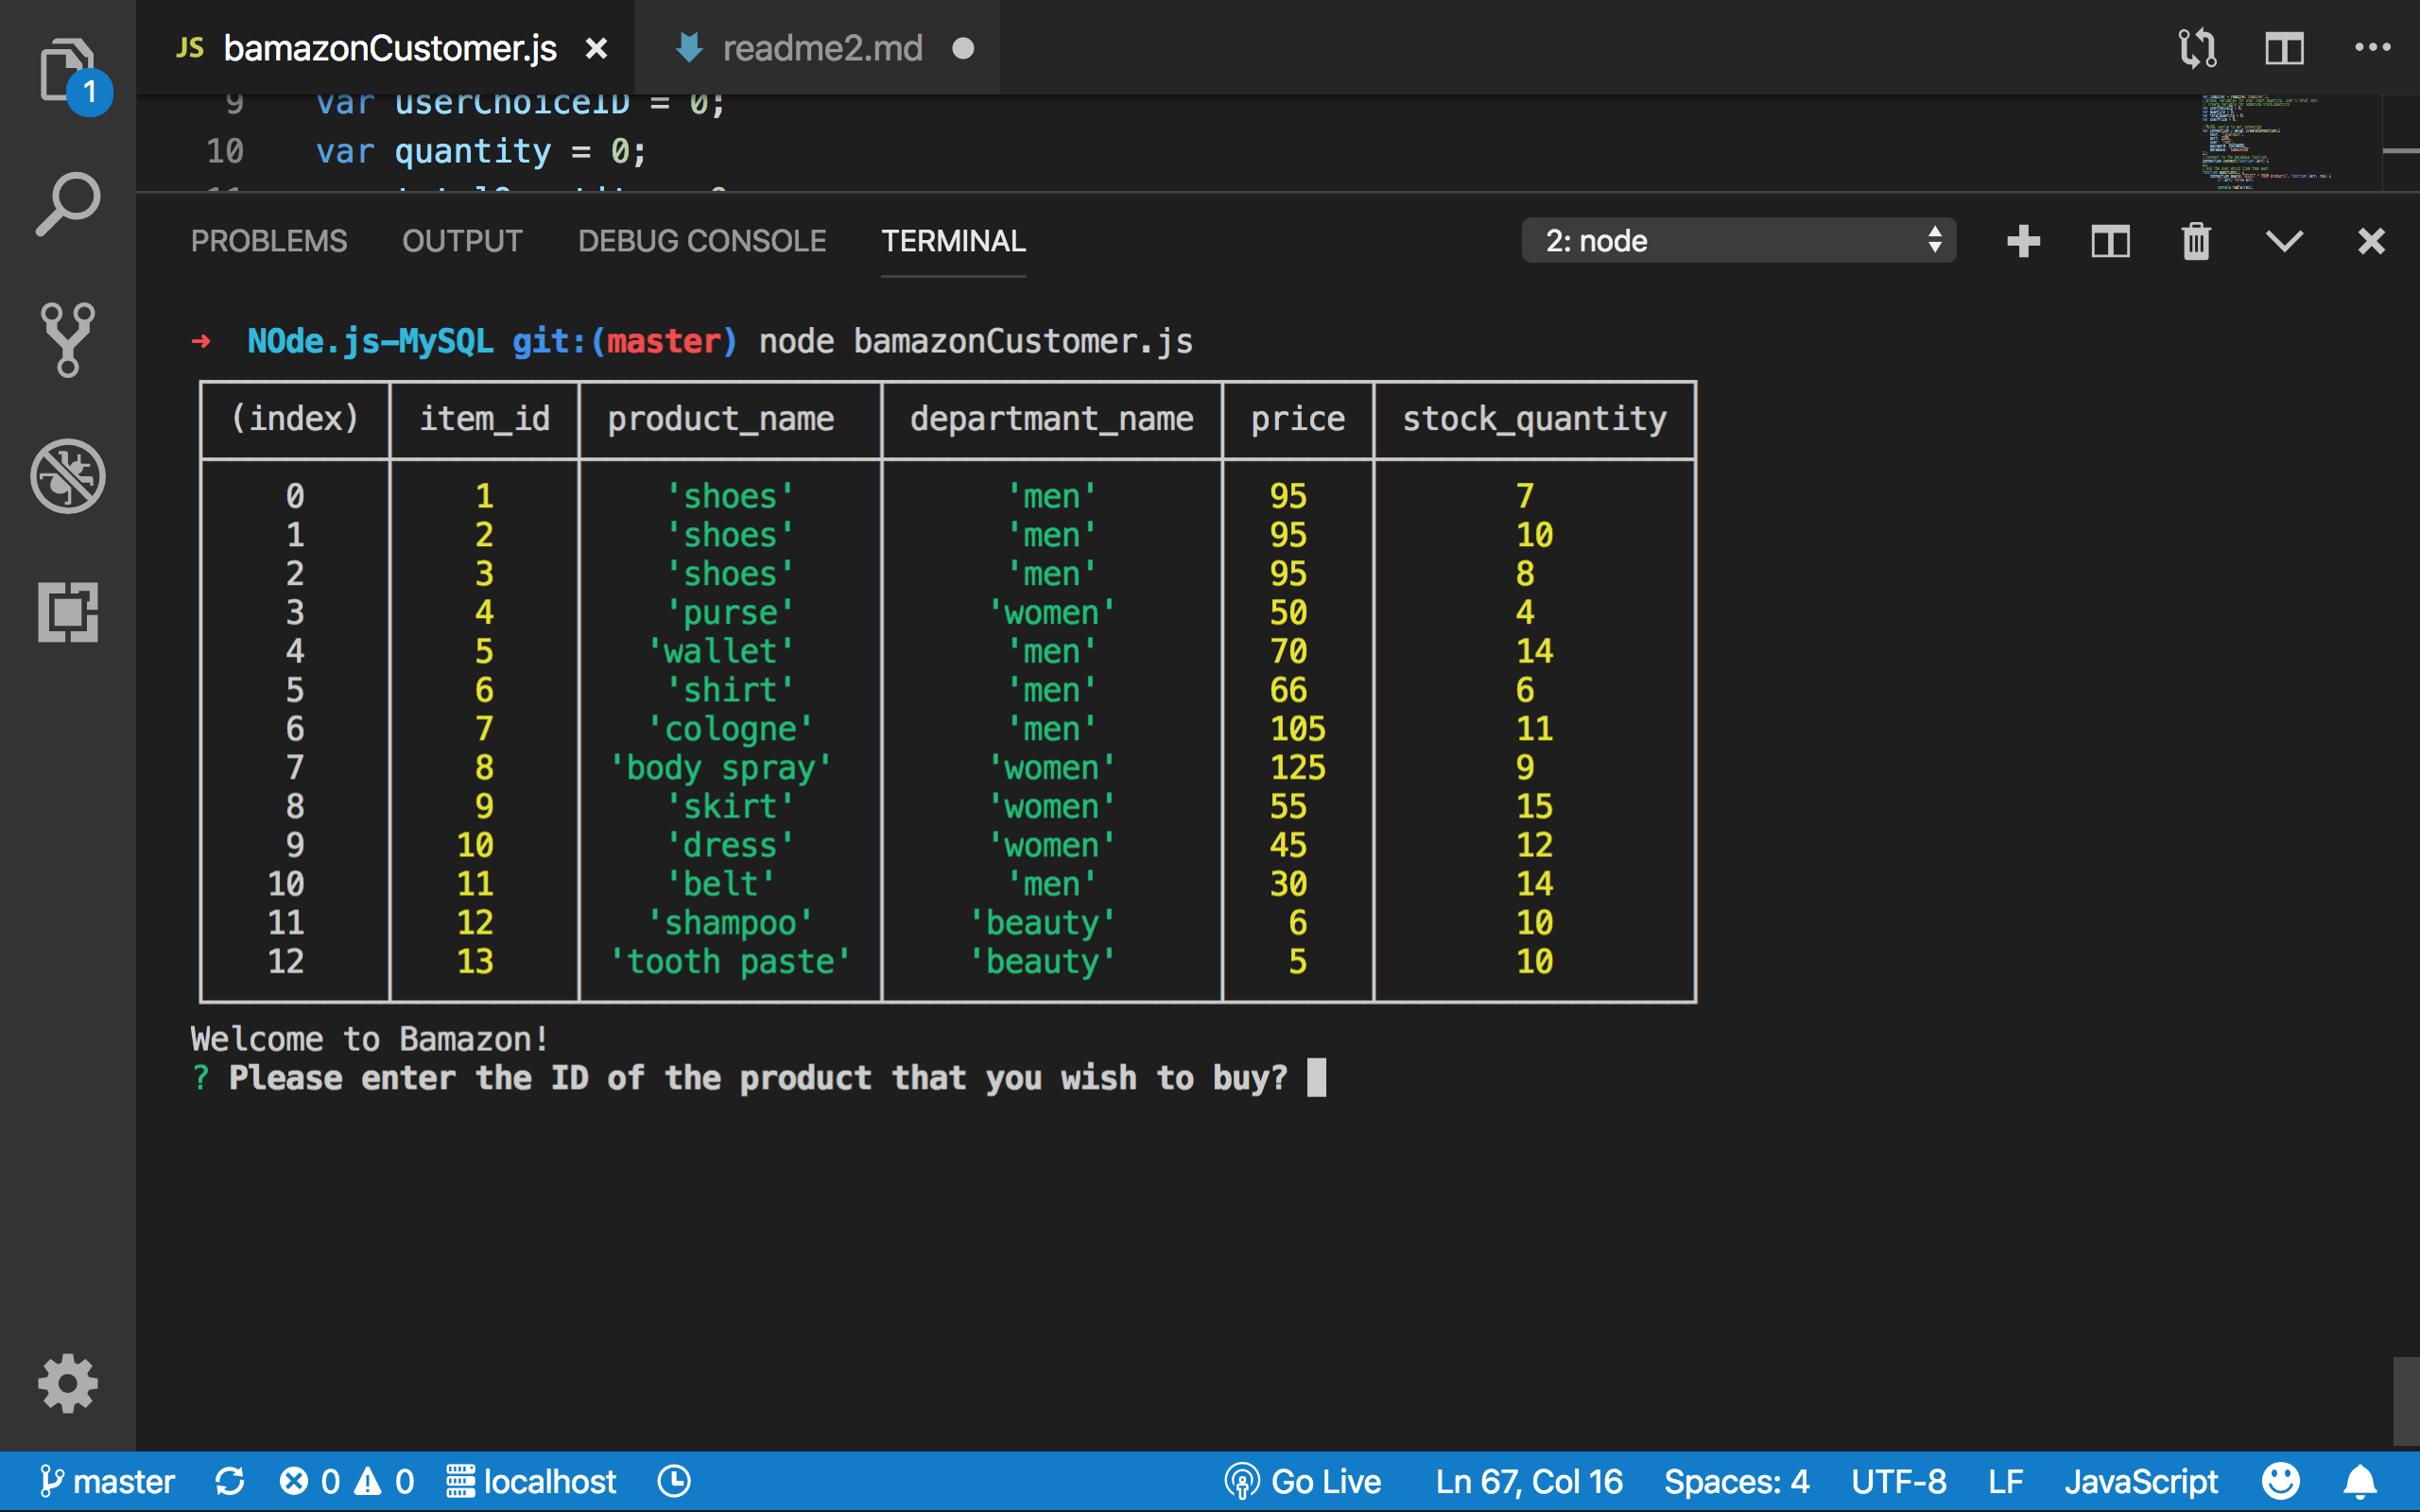 JS bamazonCustomer.js × readme2.md
9 var userChoiceID = 0;
10 var quantity = 0;
1
PROBLEMS OUTPUT DEBUG CONSOLE TERMINAL 2: node
→ NOde.js-MySQL git:(master) node bamazonCustomer.js
(index) item_id product_name departmant_name price stock_quantity
0 1 'shoes' 'men' 95 7
1 2 'shoes' 'men' 95 10
2 3 'shoes' 'men' 95 8
3 4 'purse' 'women' 50 4
4 5 'wallet' 'men' 70 14
5 6 'shirt' 'men' 66 6
6 7 'cologne' 'men' 105 11
7 8 'body spray' 'women' 125 9
8 9 'skirt' 'women' 55 15
9 10 'dress' 'women' 45 12
10 11 'belt' 'men' 30 14
11 12 'shampoo' 'beauty' 6 10
12 13 'tooth paste' 'beauty' 5 10
Welcome to Bamazon!
? Please enter the ID of the product that you wish to buy?
master 0 0 localhost Go Live Ln 67, Col 16 Spaces: 4 UTF-8 LF JavaScript